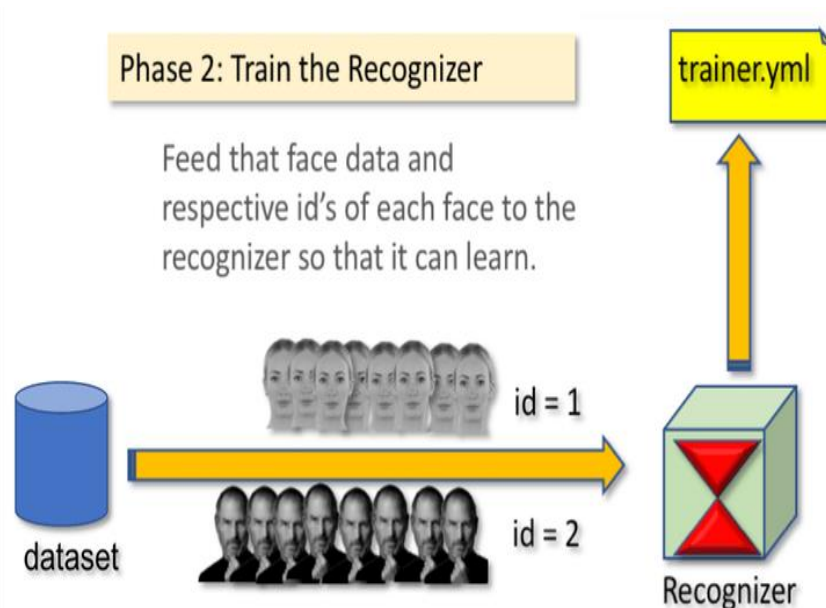 Phase 2: Train the Recognizer
trainer.yml
Feed that face data and
respective id's of each face to the
recognizer so that it can learn.
id = 1
id = 2
dataset
Recognizer